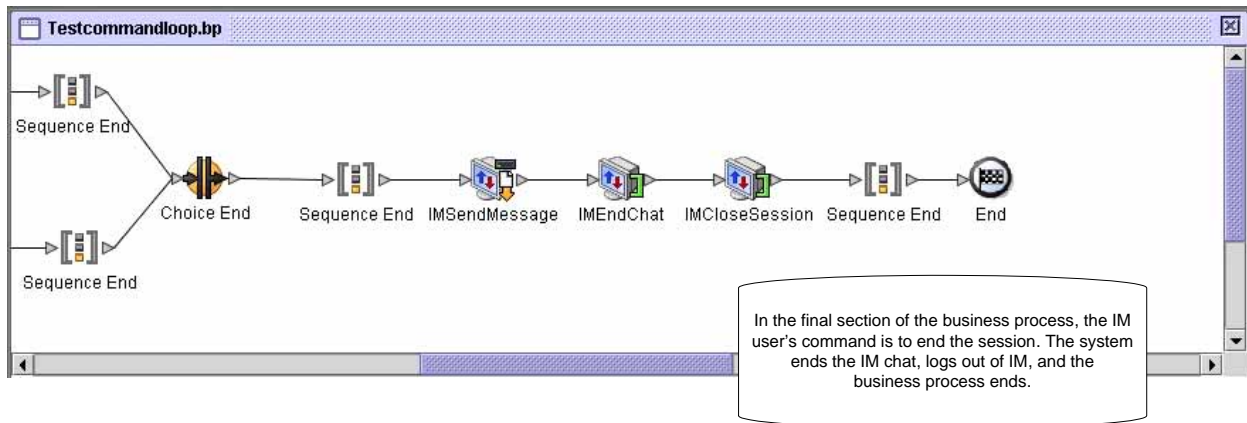 Testcommandloop.bp
Sequence End
Choice End
Sequence End
IMSendMessage
IMEndChat
IMCloseSession
Sequence End
End
Sequence End
In the final section of the business process, the IM
user's command is to end the session. The system
ends the IM chat, logs out of IM, and the
business process ends.